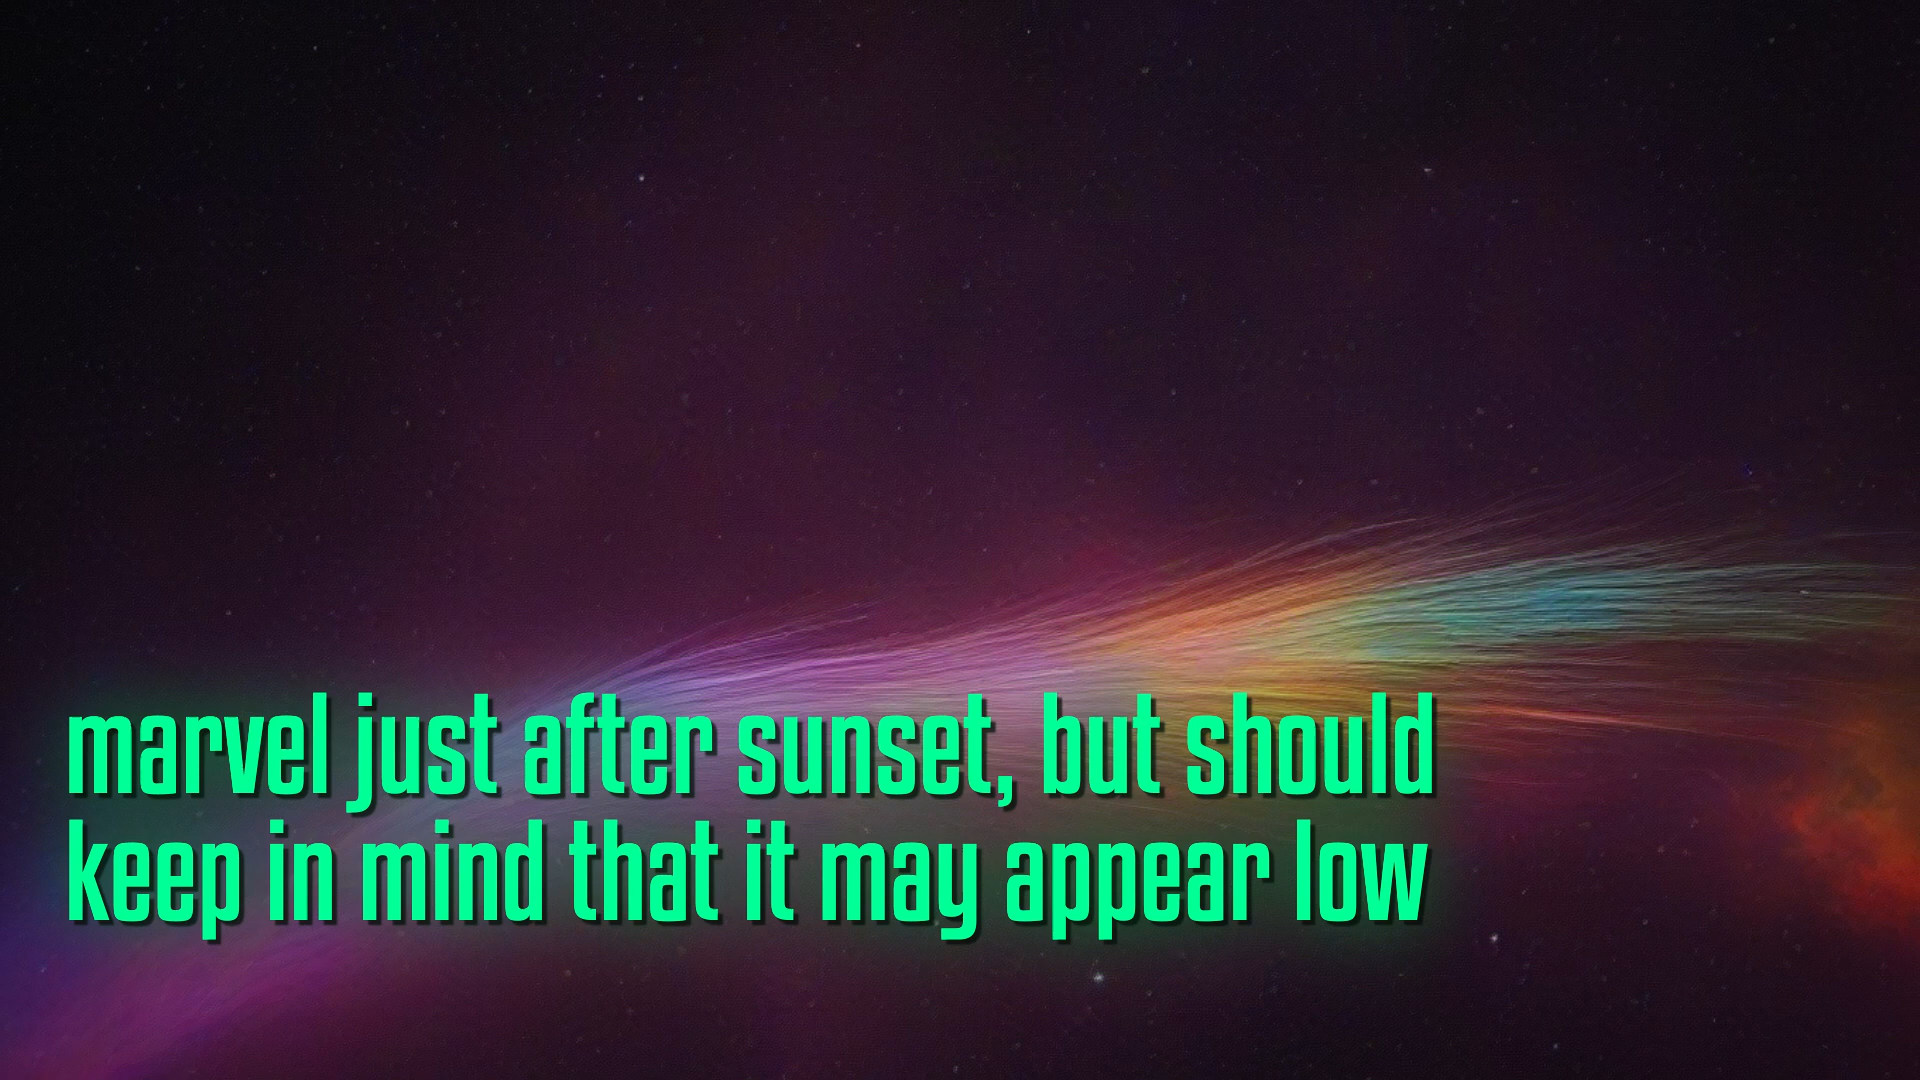 marvel just after sunset, but should
keep in mind that it may appear low